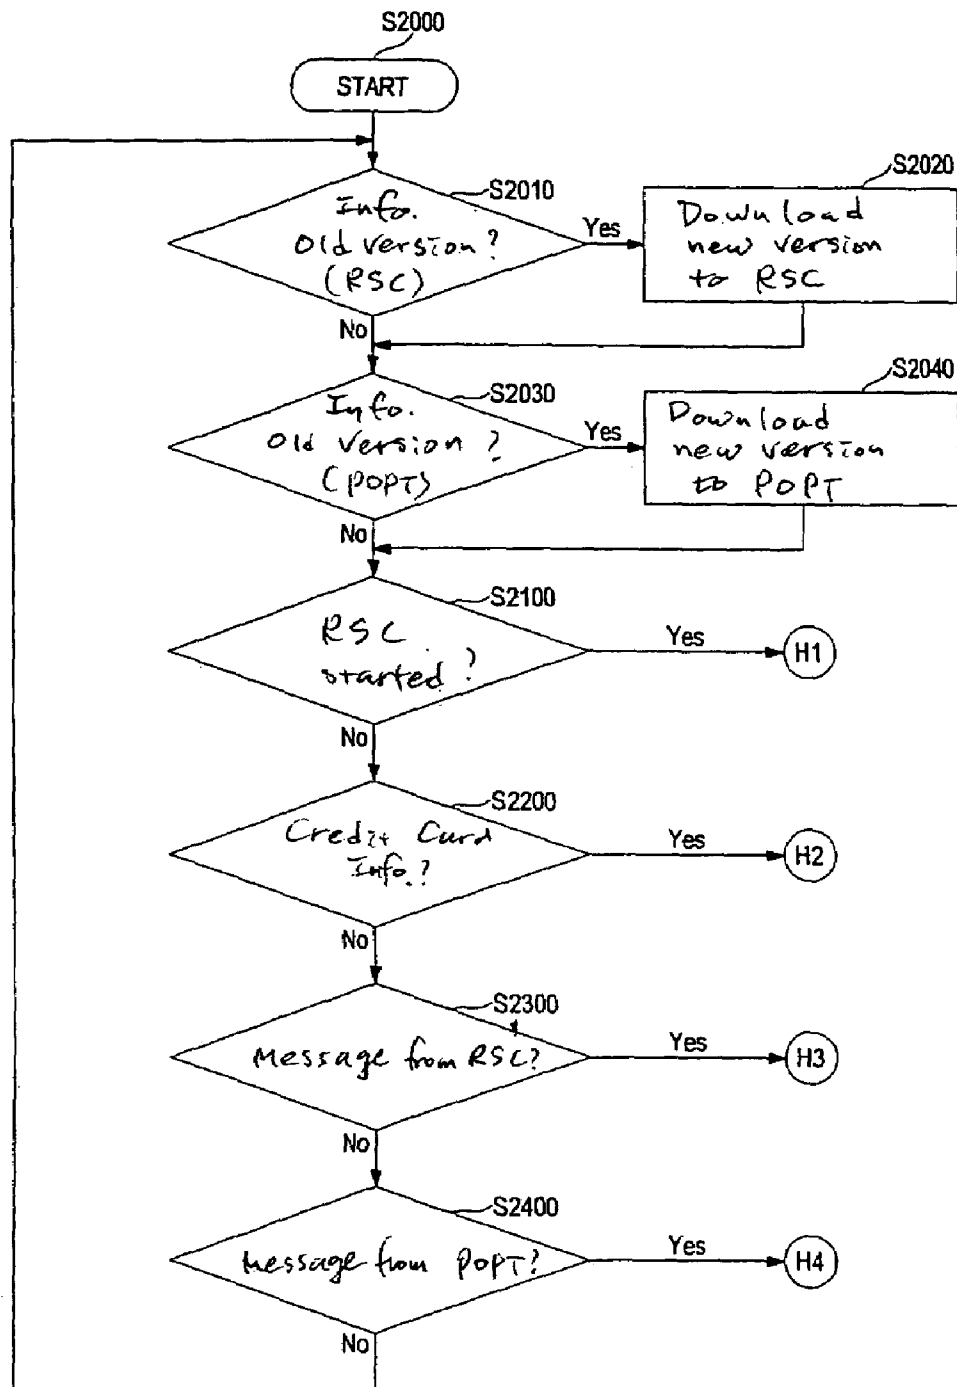 S2000
START
S2010
Info.
Old version?
(RSC)
Yes
S2020
Download
new version
to RSC
No
S2030
Info.
Old version?
(POPT)
Yes
S2040
Download
new version
to POPT
No
S2100
RSC
started?
Yes
H1
No
S2200
Credit Card
Info.?
Yes
H2
No
S2300
Message from RSC?
Yes
H3
No
S2400
Message from POPT?
Yes
H4
No